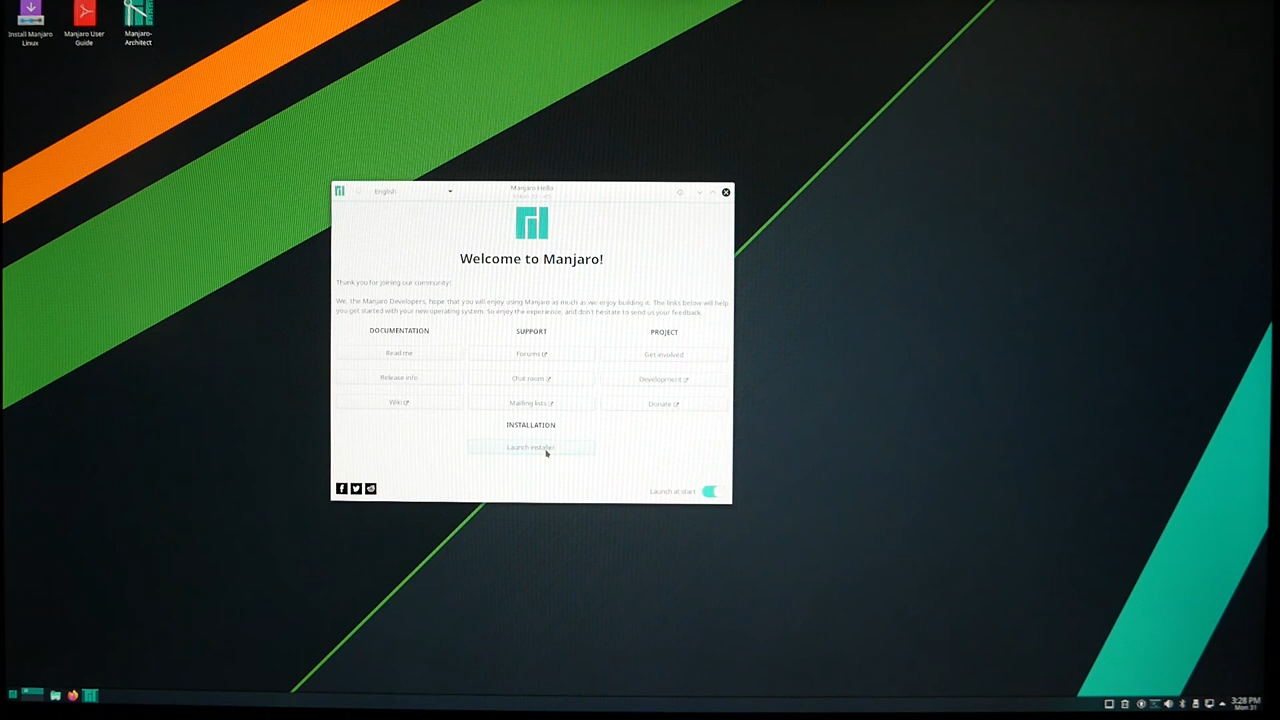 Install Manjaro
Linux
Manjaro User
Guide
Manjaro-
Architect
English
Manjaro Hello
Welcome to Manjaro!
Thank you for joining our community!
We, the Manjaro Developers, hope that you will enjoy using Manjaro as much as we enjoy building it. The links below will help
you get started with your new operating system. So enjoy the experience, and don't hesitate to send us your feedback.
DOCUMENTATION
SUPPORT
PROJECT
Read me
Forums
Get involved
Release info
Chat room
Development
Wiki
Mailing lists
Donate
INSTALLATION
Launch installer
Launch at start
3:28 PM
Mon 31